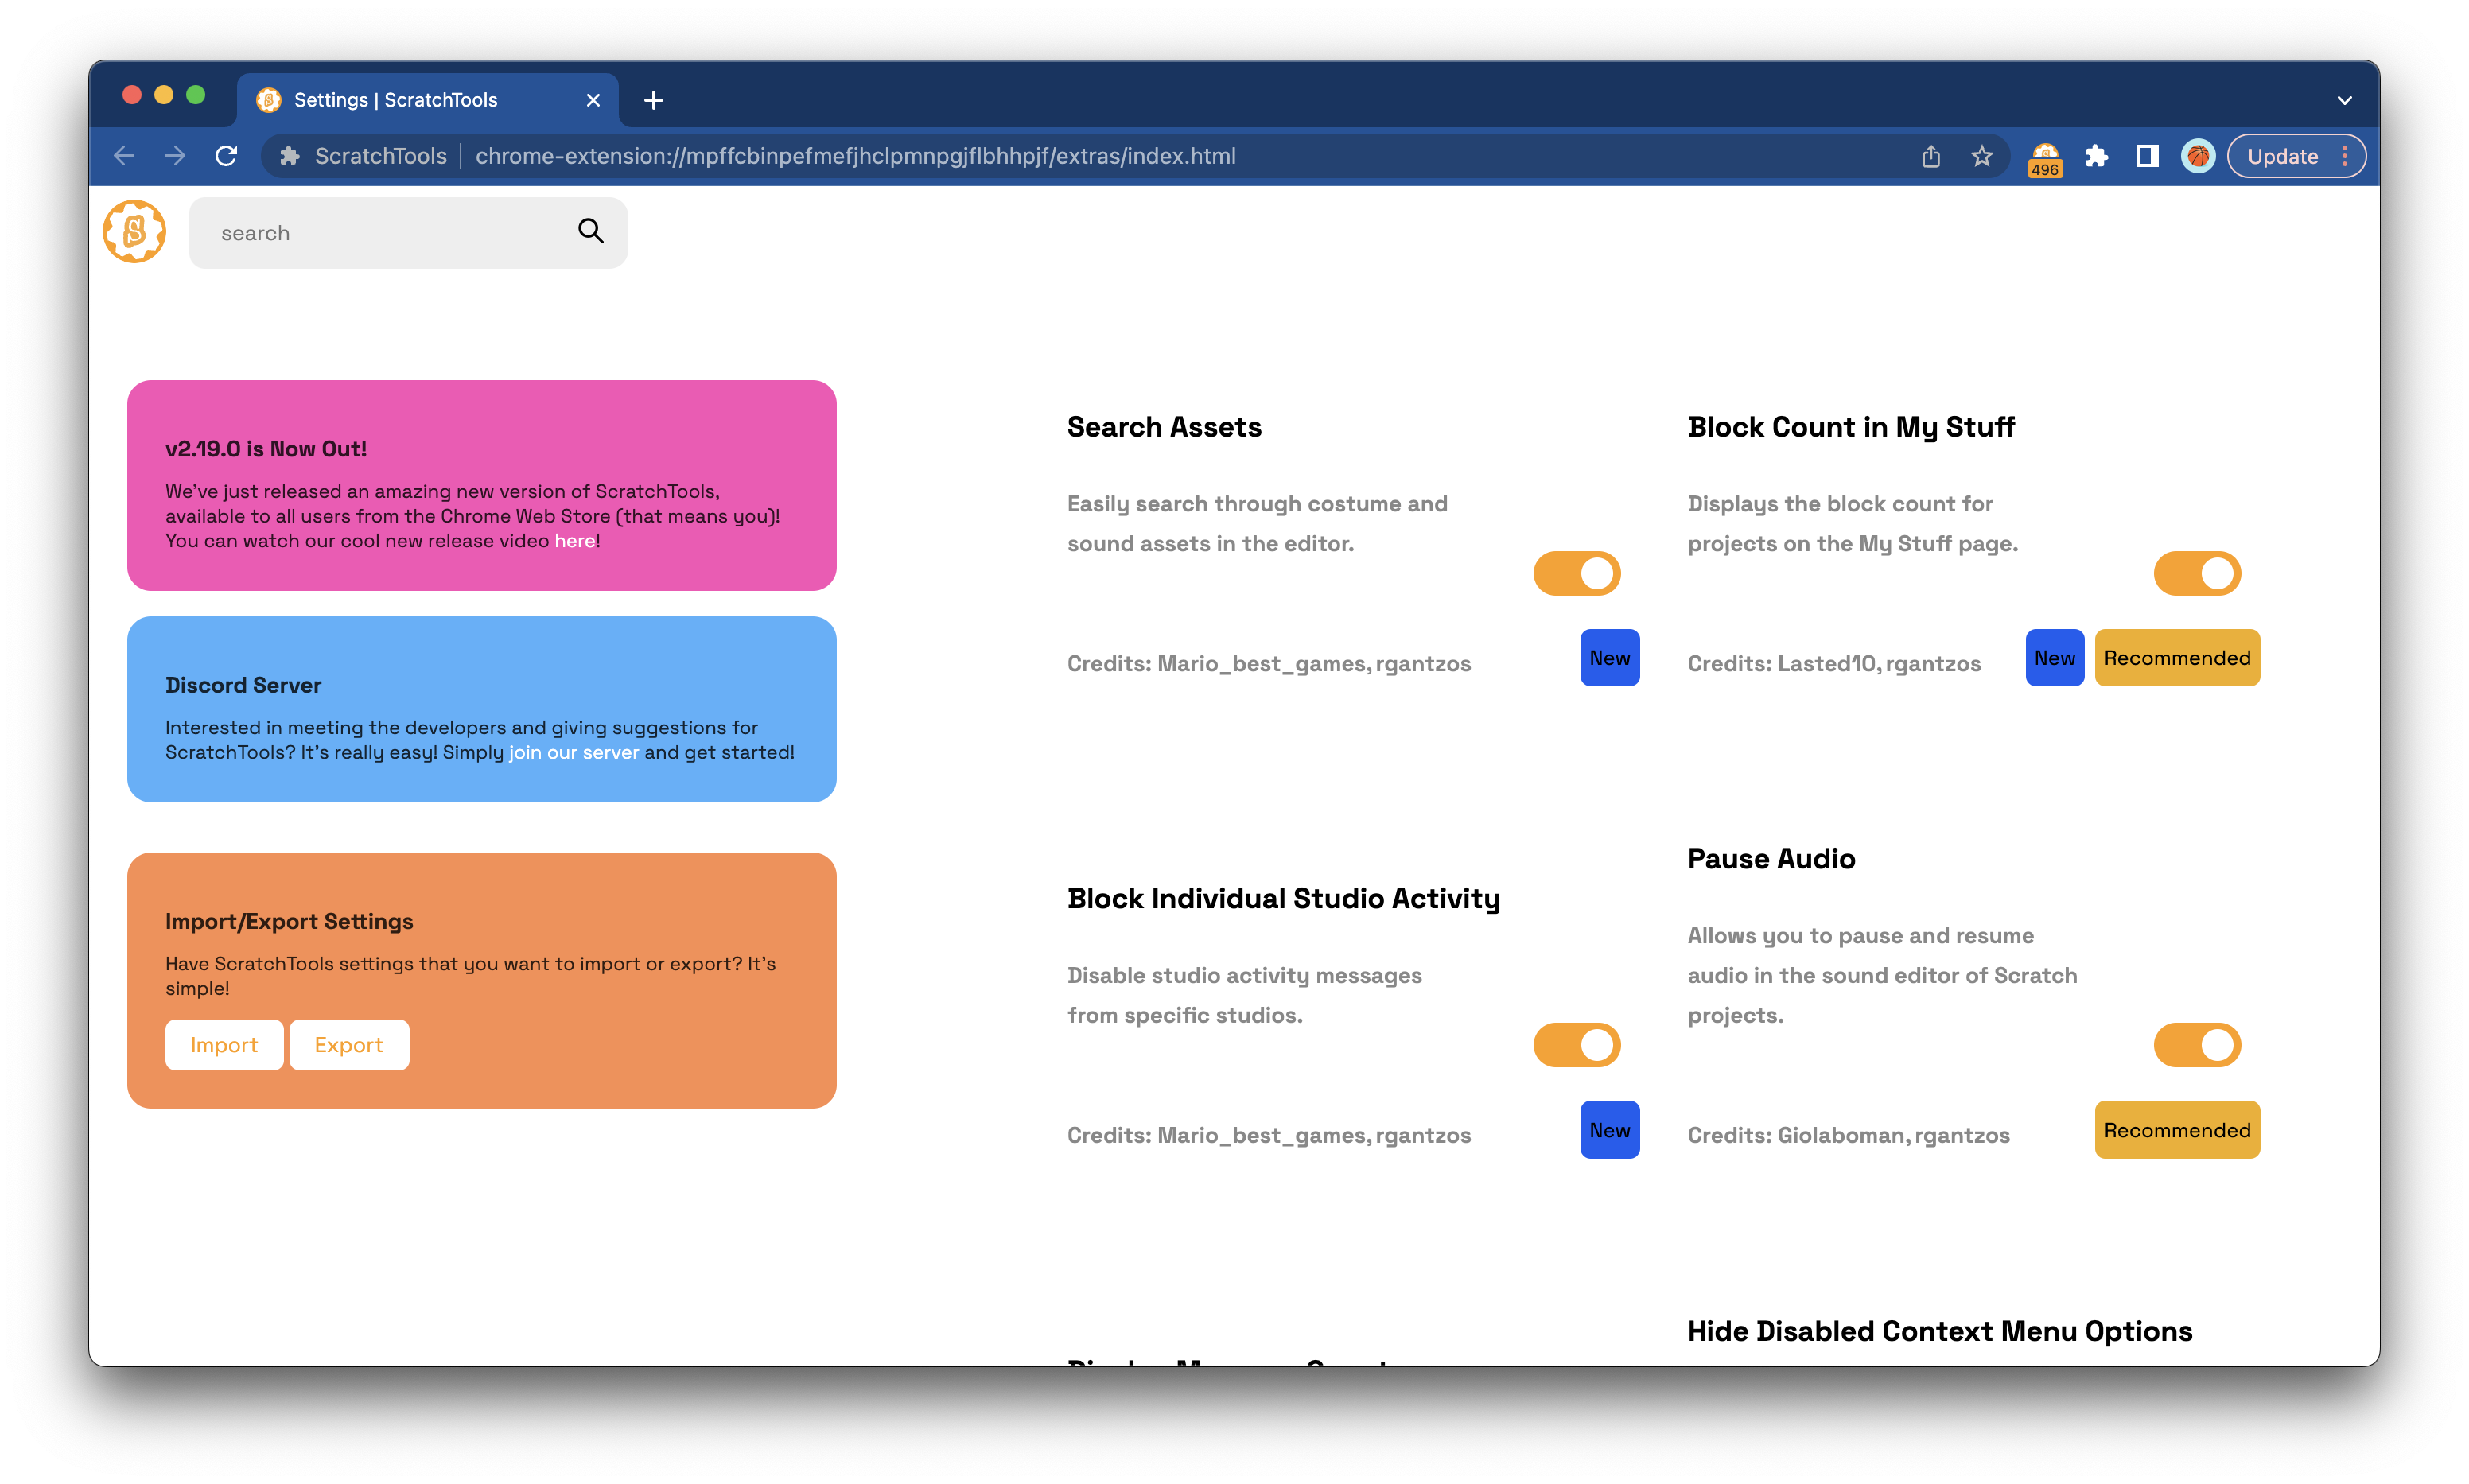 Settings | ScratchTools
ScratchTools | chrome-extension://mpffcbinpefmefjhclpmnpgjflbhhpjf/extras/index.html
496
Update
S
search
v2.19.0 is Now Out!
We've just released an amazing new version of ScratchTools,
available to all users from the Chrome Web Store (that means you)!
You can watch our cool new release video here!
Discord Server
Interested in meeting the developers and giving suggestions for
ScratchTools? It's really easy! Simply join our server and get started!
Import/Export Settings
Have ScratchTools settings that you want to import or export? It's
simple!
Import Export
Search Assets
Easily search through costume and
sound assets in the editor.
Credits: Mario_best_games, rgantzos
New
Block Count in My Stuff
Displays the block count for
projects on the My Stuff page.
Credits: Lasted10, rgantzos
New Recommended
Block Individual Studio Activity
Disable studio activity messages
from specific studios.
Credits: Mario_best_games, rgantzos
New
Pause Audio
Allows you to pause and resume
audio in the sound editor of Scratch
projects.
Credits: Giolaboman, rgantzos
Recommended
Display Message Count
Hide Disabled Context Menu Options